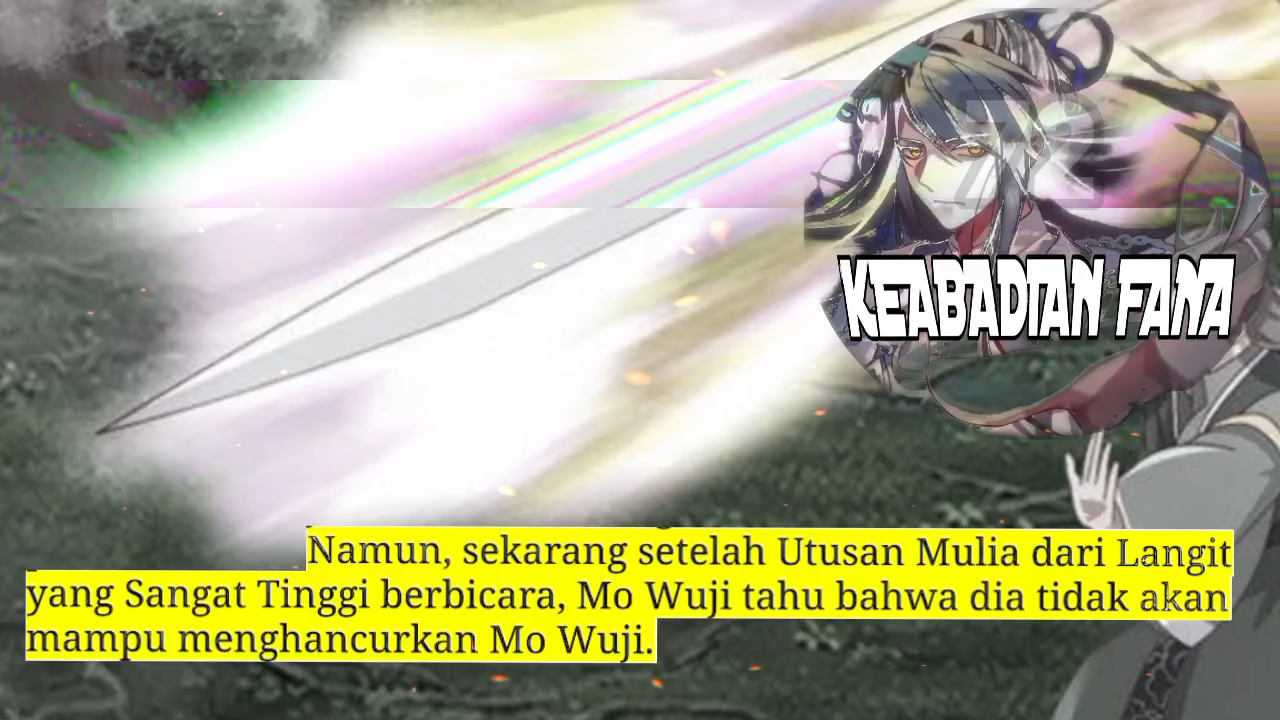 72
KEABADIAN FANA
Namun, sekarang setelah Utusan Mulia dari Langit
yang Sangat Tinggi berbicara, Mo Wuji tahu bahwa dia tidak akan
mampu menghancurkan Mo Wuji.